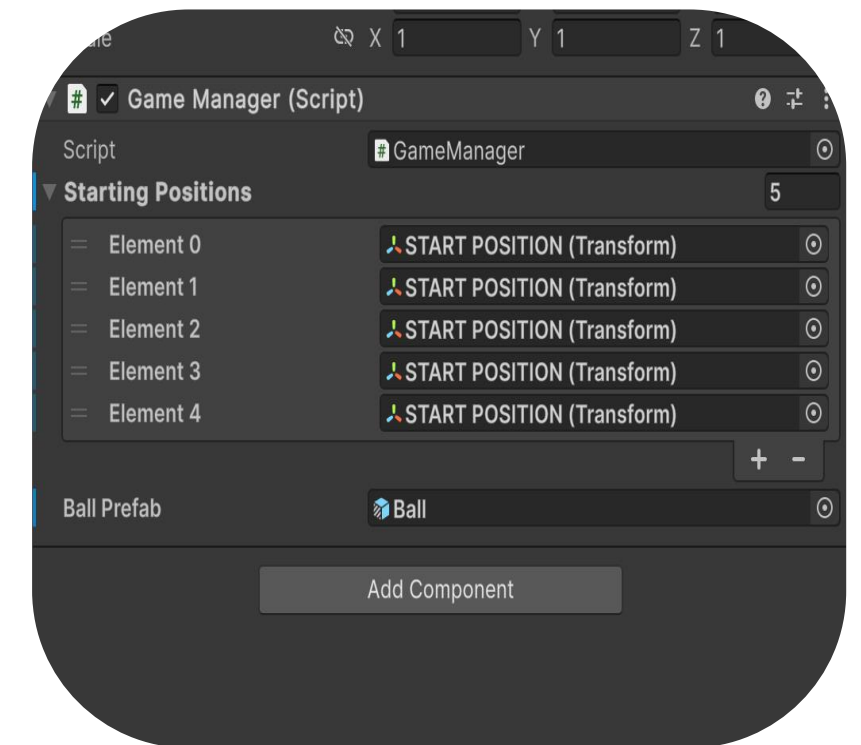 X 1 Y 1 Z 1
# Game Manager (Script)
Script # GameManager
Starting Positions 5
Element 0 START POSITION (Transform)
Element 1 START POSITION (Transform)
Element 2 START POSITION (Transform)
Element 3 START POSITION (Transform)
Element 4 START POSITION (Transform)
+ -
Ball Prefab Ball
Add Component